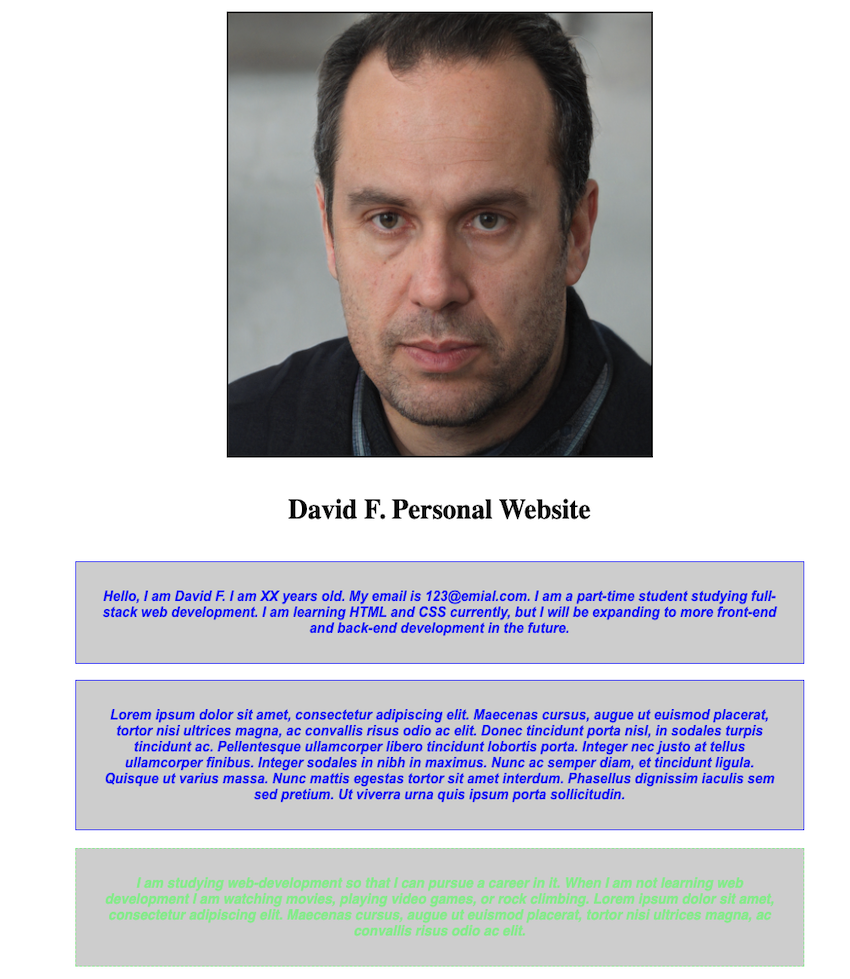 David F. Personal Website
Hello, I am David F. I am XX years old. My email is 123@emial.com. I am a part-time student studying full-
stack web development. I am learning HTML and CSS currently, but I will be expanding to more front-end
and back-end development in the future.
Lorem ipsum dolor sit amet, consectetur adipiscing elit. Maecenas cursus, augue ut euismod placerat,
tortor nisi ultrices magna, ac convallis risus odio ac elit. Donec tincidunt porta nisl, in sodales turpis
tincidunt ac. Pellentesque ullamcorper libero tincidunt lobortis porta. Integer nec justo at tellus
ullamcorper finibus. Integer sodales in nibh in maximus. Nunc ac semper diam, et tincidunt ligula.
Quisque ut varius massa. Nunc mattis egestas tortor sit amet interdum. Phasellus dignissim iaculis sem
sed pretium. Ut viverra urna quis ipsum porta sollicitudin.
I am studying web-development so that I can pursue a career in it. When I am not learning web
development I am watching movies, playing video games, or rock climbing. Lorem ipsum dolor sit amet,
consectetur adipiscing elit. Maecenas cursus, augue ut euismod placerat, tortor nisi ultrices magna, ac
convallis risus odio ac elit.